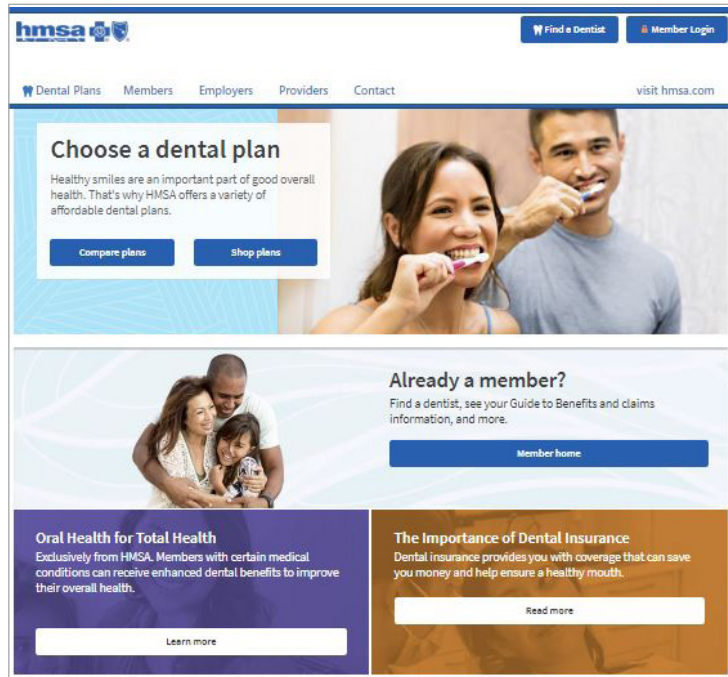 hmsa
Find a Dentist
Member Login
Dental Plans
Members
Employers
Providers
Contact
visit hmsa.com
Choose a dental plan
Healthy smiles are an important part of good overall
health. That's why HMSA offers a variety of
affordable dental plans.
Compare plans
Shop plans
Already a member?
Find a dentist, see your Guide to Benefits and claims
information, and more.
Member home
Oral Health for Total Health
Exclusively from HMSA. Members with certain medical
conditions can receive enhanced dental benefits to improve
their overall health.
Learn more
The Importance of Dental Insurance
Dental insurance provides you with coverage that can save
you money and help ensure a healthy mouth.
Read more